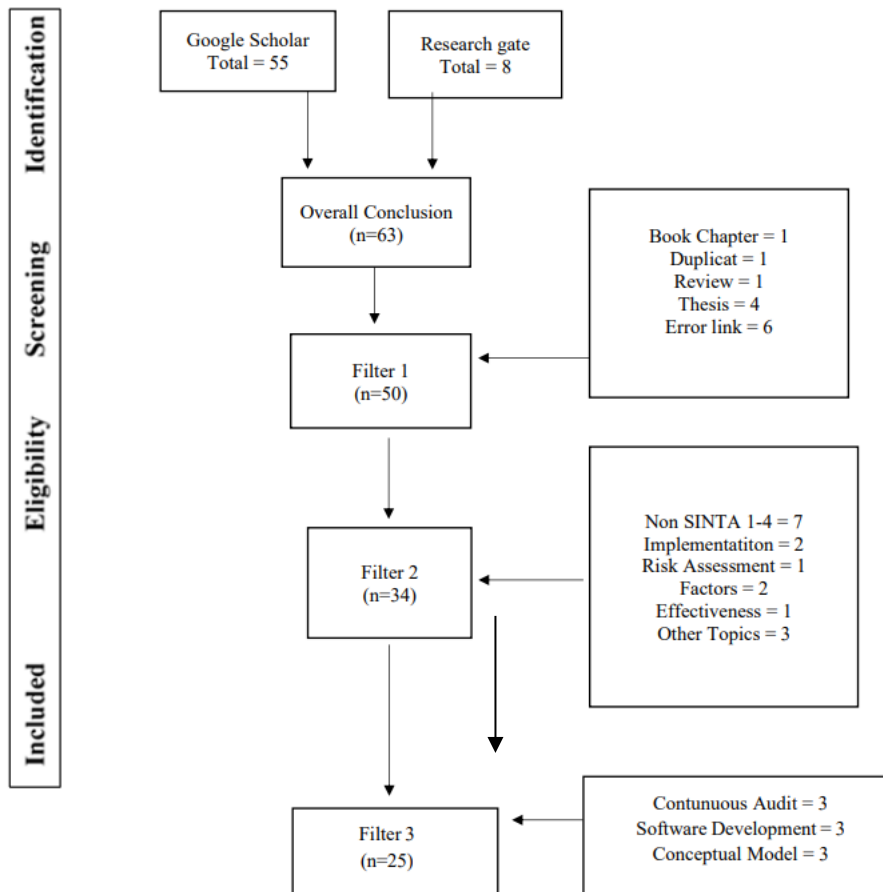 Identification
Screening
Eligibility
Included
Google Scholar
Total = 55
Research gate
Total = 8
Overall Conclusion
(n=63)
Book Chapter = 1
Duplicat = 1
Review = 1
Thesis = 4
Error link = 6
Filter 1
(n=50)
Non SINTA 1-4 = 7
Implementatiton = 2
Risk Assessment = 1
Factors = 2
Effectiveness = 1
Other Topics = 3
Filter 2
(n=34)
Contunuous Audit = 3
Software Development = 3
Conceptual Model = 3
Filter 3
(n=25)